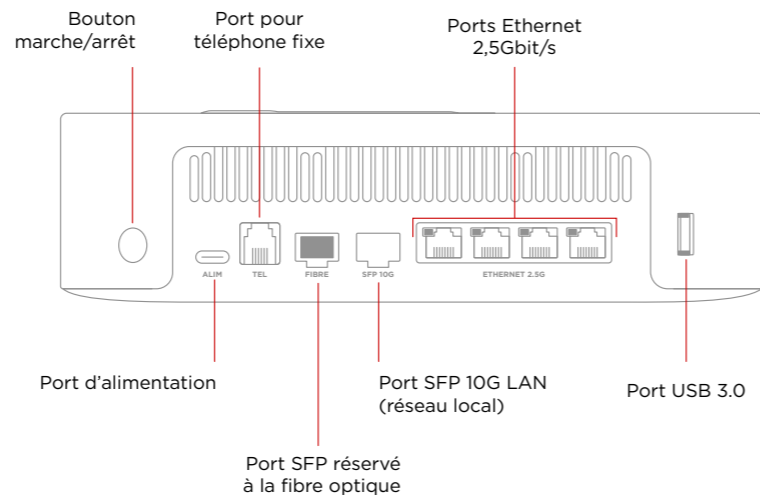 Bouton
marche/arrêt
Port pour
téléphone fixe
Ports Ethernet
2,5Gbit/s
ALIM
TEL
FIBRE
SFP 10G
ETHERNET 2.5G
Port d’alimentation
Port SFP 10G LAN
(réseau local)
Port USB 3.0
Port SFP réservé
à la fibre optique